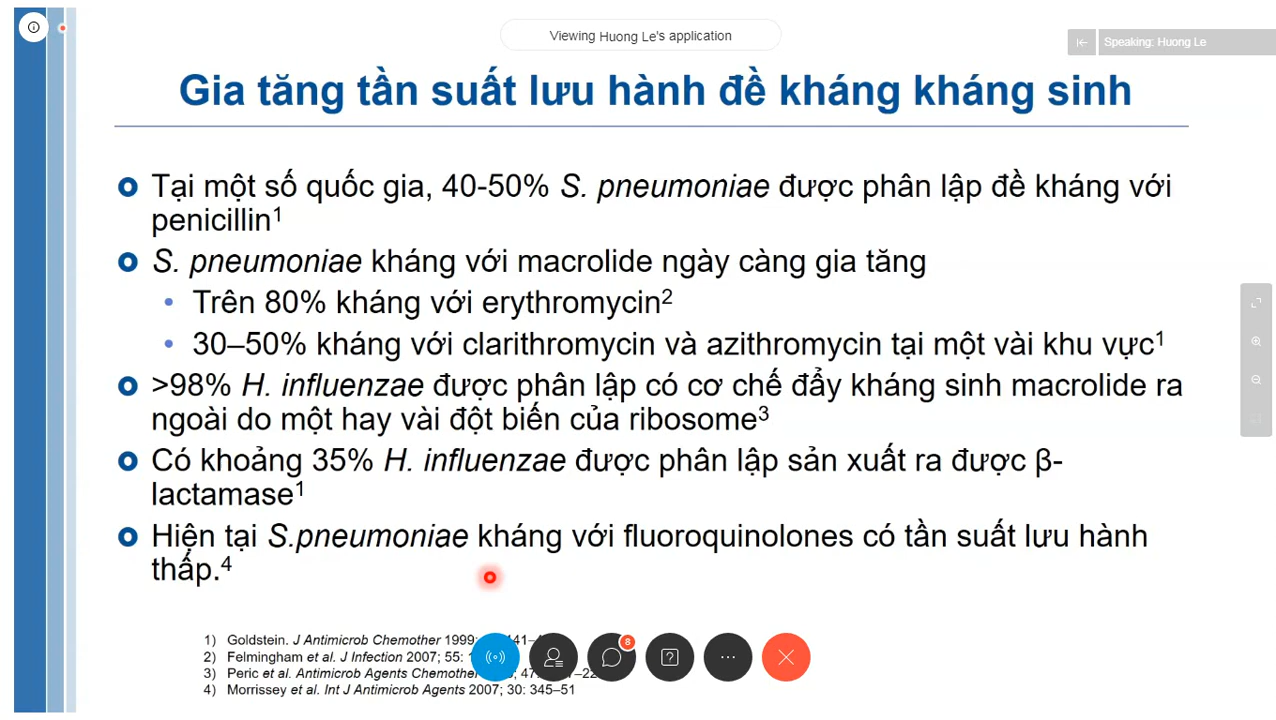 Viewing Huong Le's application
Speaking: Huong Le
Gia tăng tần suất lưu hành đề kháng kháng sinh
Tại một số quốc gia, 40-50% S. pneumoniae được phân lập đề kháng với
penicillin1
S. pneumoniae kháng với macrolide ngày càng gia tăng
• Trên 80% kháng với erythromycin2
• 30–50% kháng với clarithromycin và azithromycin tại một vài khu vực1
>98% H. influenzae được phân lập có cơ chế đẩy kháng sinh macrolide ra
ngoài do một hay vài đột biến của ribosome3
Có khoảng 35% H. influenzae được phân lập sản xuất ra được β-
lactamase1
Hiện tại S.pneumoniae kháng với fluoroquinolones có tần suất lưu hành
thấp.4
1) Goldstein. J Antimicrob Chemother 1999;
2) Felmingham et al. J Infection 2007; 55:
3) Peric et al. Antimicrob Agents Chemother
4) Morrissey et al. Int J Antimicrob Agents 2007; 30: 345–51
8